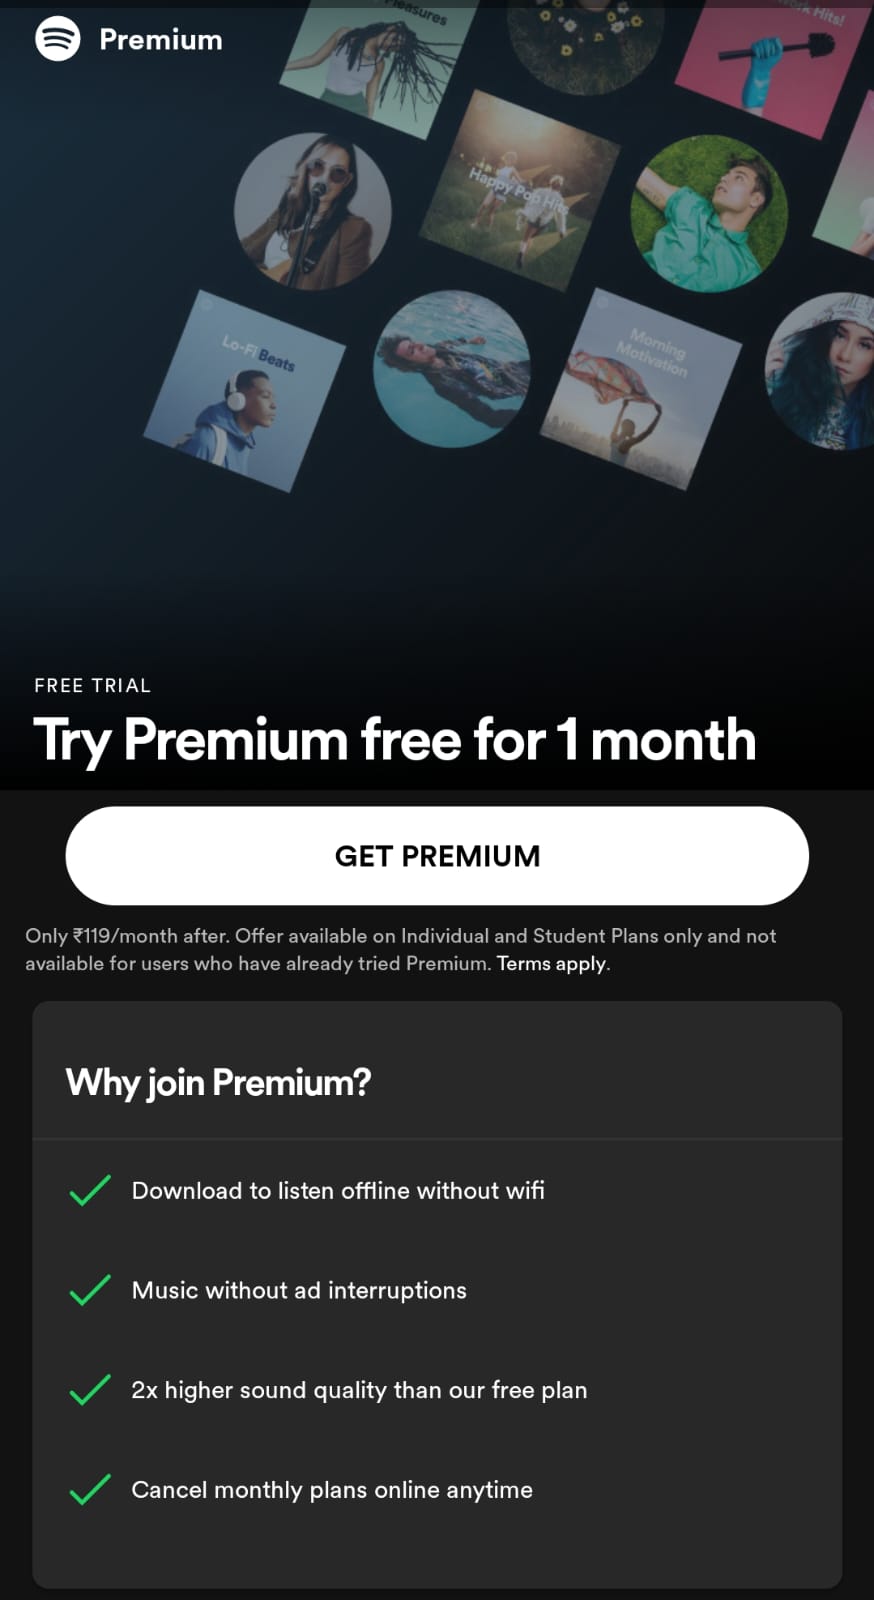 Premium
Pleasures
Work Hits!
Happy Pop Hits
Lo-Fi Beats
Morning
Motivation
FREE TRIAL
Try Premium free for 1 month
GET PREMIUM
Only ₹119/month after. Offer available on Individual and Student Plans only and not
available for users who have already tried Premium. Terms apply.
Why join Premium?
Download to listen offline without wifi
Music without ad interruptions
2x higher sound quality than our free plan
Cancel monthly plans online anytime